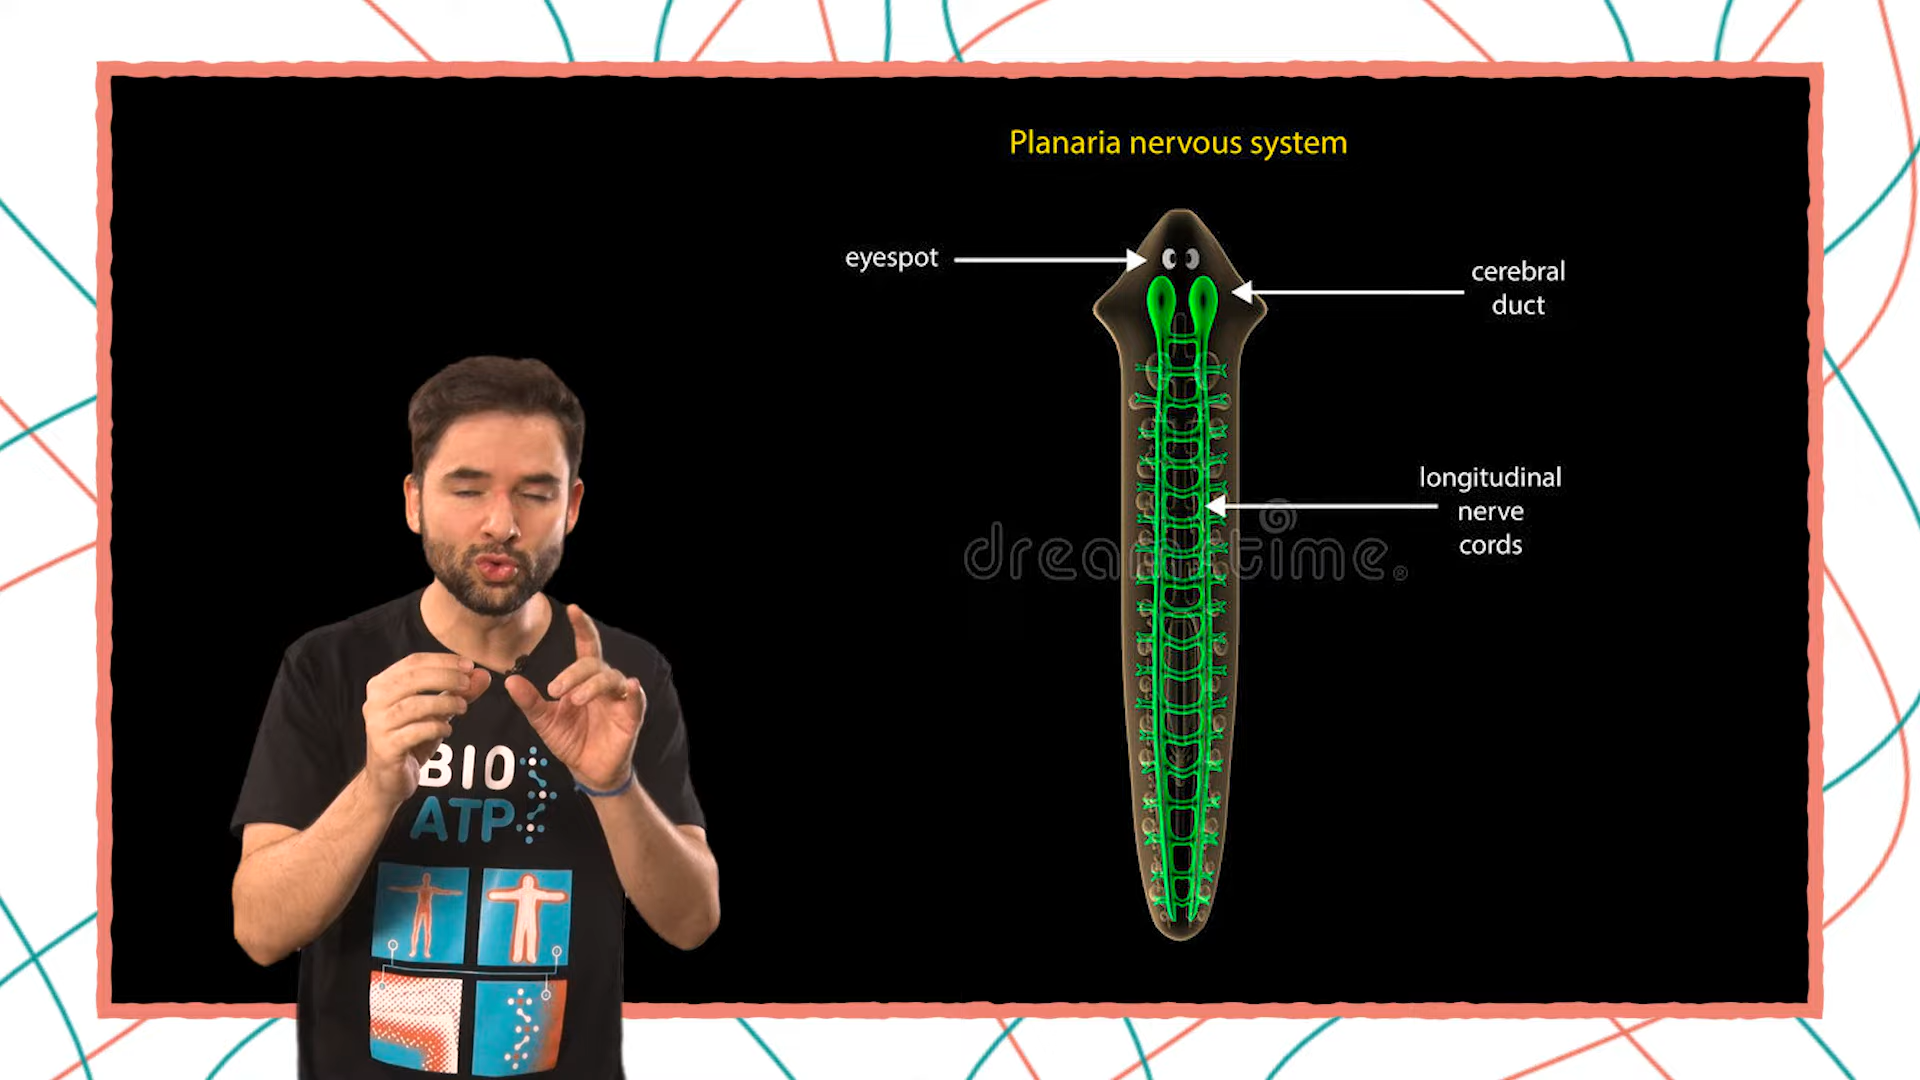 Planaria nervous system
eyespot
cerebral
duct
longitudinal
nerve
cords
dreamstime®
BIO
ATP